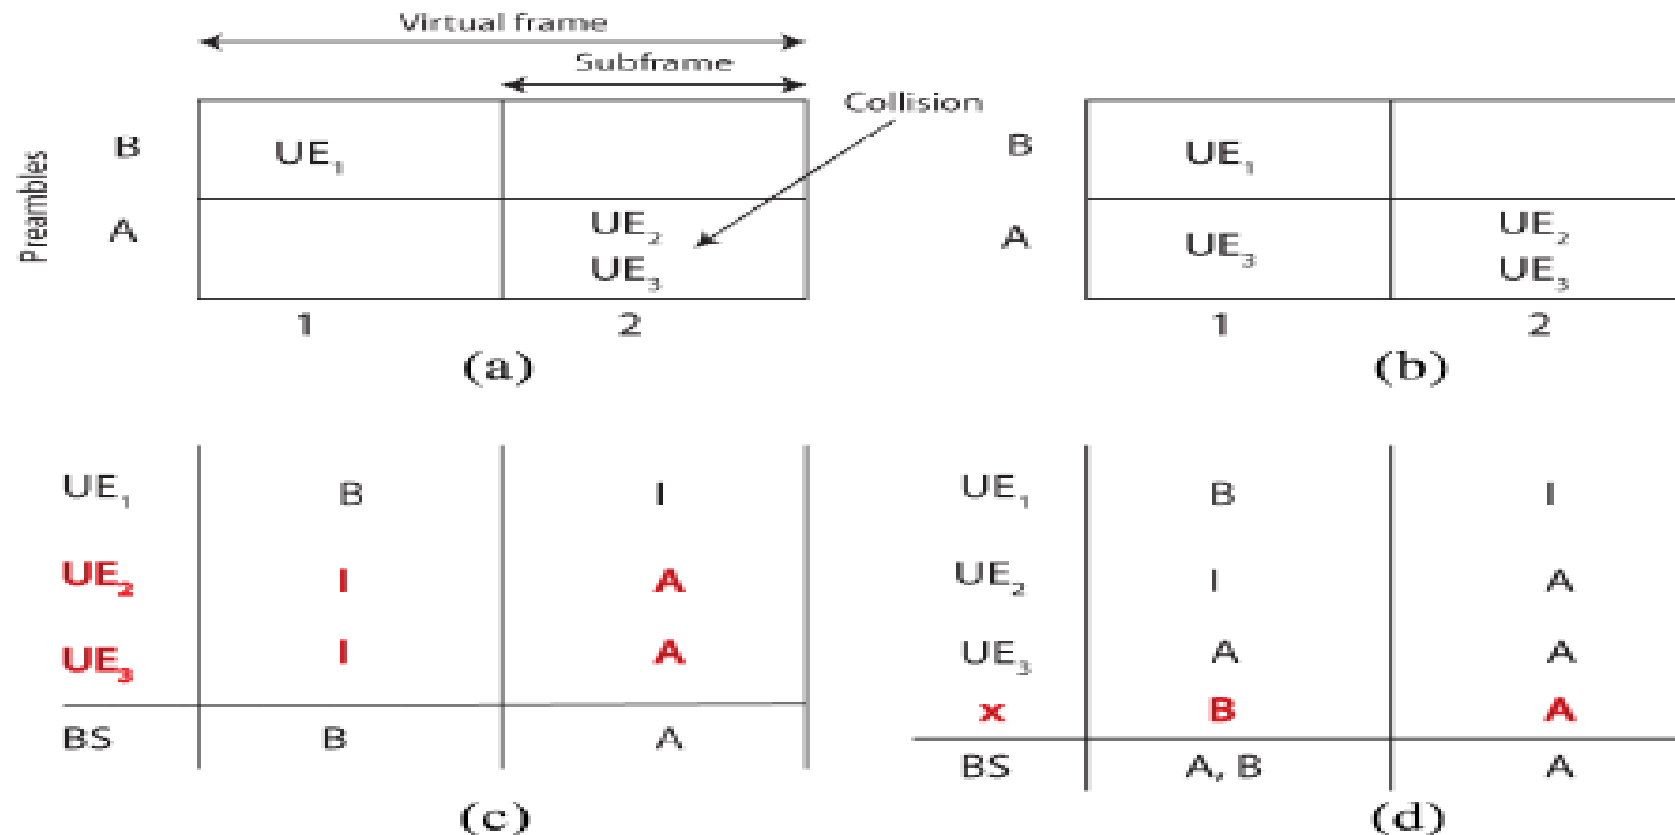 Virtual frame
Subframe
Collision
Preambles
B UE₁
A UE₂
UE₃
1 2
(a)
B UE₁
A UE₃ UE₂
UE₃
1 2
(b)
UE₁ B I
UE₂ I A
UE₃ I A
BS B A
(c)
UE₁ B I
UE₂ I A
UE₃ A A
x B A
BS A, B A
(d)